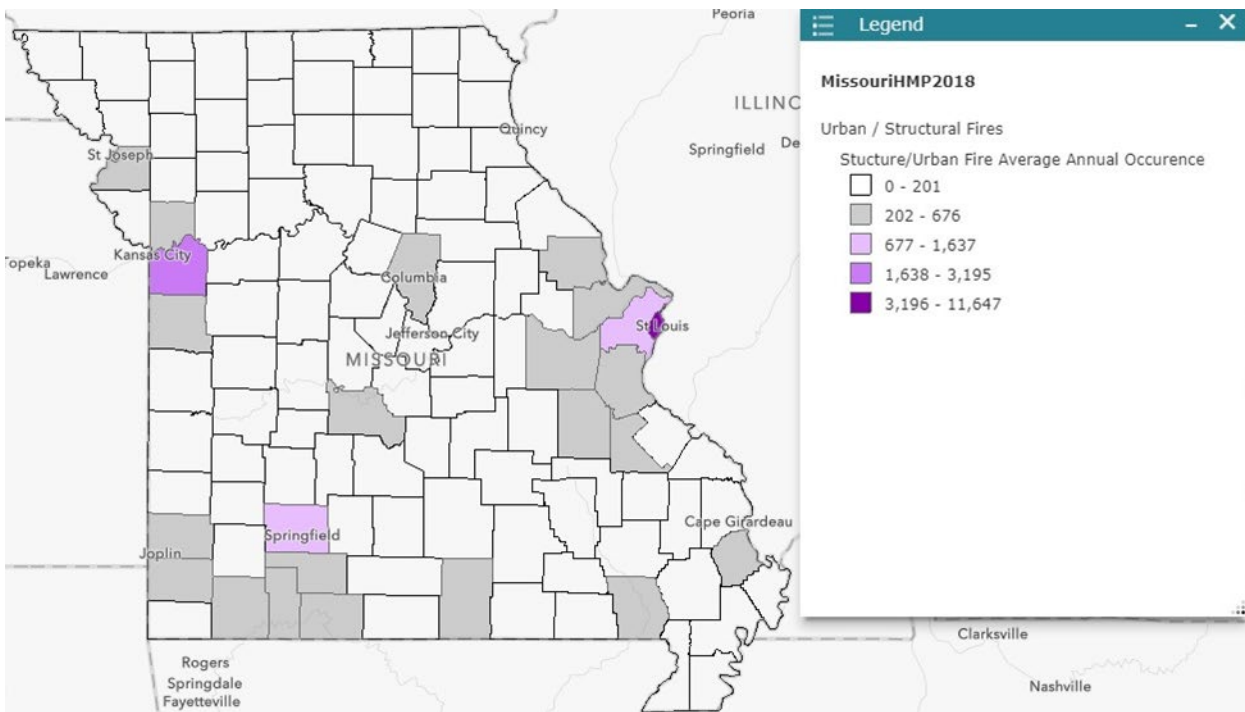 Peoria
Legend
MissouriHMP2018
ILLINO
Urban / Structural Fires
Quincy
Springfield
De
St Joseph
Stucture/Urban Fire Average Annual Occurence
0 - 201
202 - 676
677 - 1,637
1,638 - 3,195
3,196 - 11,647
Kansas City
Topeka
Lawrence
Columbia
St Louis
Jefferson City
MISSOURI
Cape Girardeau
Springfield
Joplin
Clarksville
Rogers
Springdale
Fayetteville
Nashville